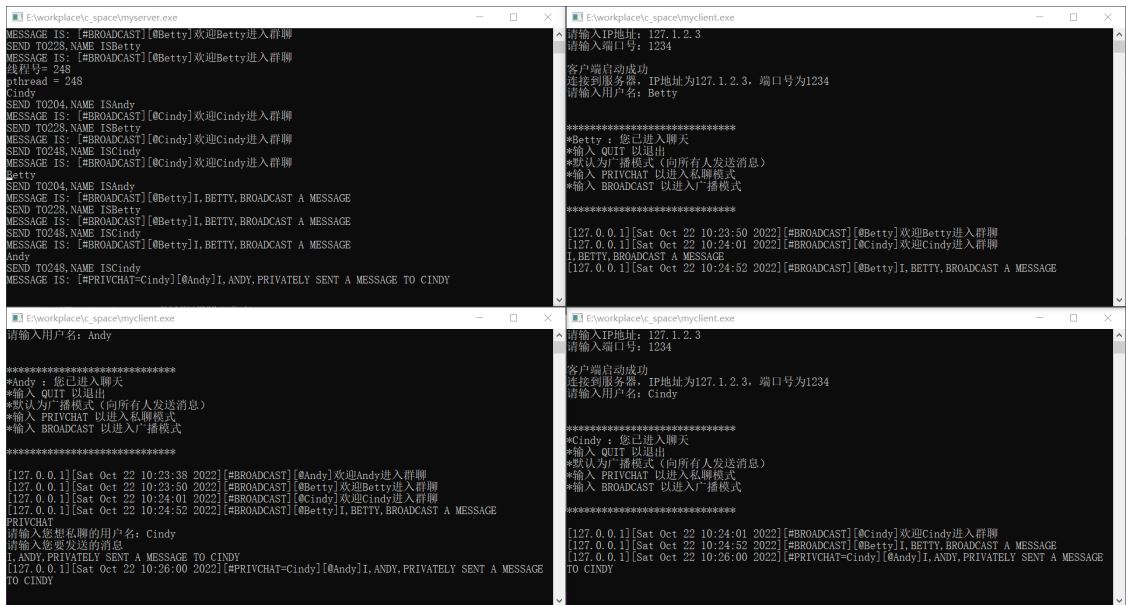 E:\workplace\c_space\myserver.exe
MESSAGE IS: [#BROADCAST][@Betty]欢迎Betty进入群聊
SEND TO228,NAME ISBetty
MESSAGE IS: [#BROADCAST][@Betty]欢迎Betty进入群聊
线程号= 248
pthread = 248
Cindy
SEND TO204,NAME ISAndy
MESSAGE IS: [#BROADCAST][@Cindy]欢迎Cindy进入群聊
SEND TO228,NAME ISBetty
MESSAGE IS: [#BROADCAST][@Cindy]欢迎Cindy进入群聊
SEND TO248,NAME ISCindy
MESSAGE IS: [#BROADCAST][@Cindy]欢迎Cindy进入群聊
Betty
SEND TO204,NAME ISAndy
MESSAGE IS: [#BROADCAST][@Betty]I,BETTY,BROADCAST A MESSAGE
SEND TO228,NAME ISBetty
MESSAGE IS: [#BROADCAST][@Betty]I,BETTY,BROADCAST A MESSAGE
SEND TO248,NAME ISCindy
MESSAGE IS: [#BROADCAST][@Betty]I,BETTY,BROADCAST A MESSAGE
Andy
SEND TO248,NAME ISCindy
MESSAGE IS: [#PRIVCHAT=Cindy][@Andy]I,ANDY,PRIVATELY SENT A MESSAGE TO CINDY
E:\workplace\c_space\myclient.exe
请输入IP地址: 127.1.2.3
请输入端口号: 1234
客户端启动成功
连接到服务器，IP地址为127.1.2.3，端口号为1234
请输入用户名: Betty
*****************************
*Betty : 您已进入聊天
*输入 QUIT 以退出
*默认为广播模式（向所有人发送消息）
*输入 PRIVCHAT 以进入私聊模式
*输入 BROADCAST 以进入广播模式
*****************************
[127.0.0.1][Sat Oct 22 10:23:50 2022][#BROADCAST][@Betty]欢迎Betty进入群聊
[127.0.0.1][Sat Oct 22 10:24:01 2022][#BROADCAST][@Cindy]欢迎Cindy进入群聊
I,BETTY,BROADCAST A MESSAGE
[127.0.0.1][Sat Oct 22 10:24:52 2022][#BROADCAST][@Betty]I,BETTY,BROADCAST A MESSAGE
E:\workplace\c_space\myclient.exe
请输入用户名: Andy
*****************************
*Andy : 您已进入聊天
*输入 QUIT 以退出
*默认为广播模式（向所有人发送消息）
*输入 PRIVCHAT 以进入私聊模式
*输入 BROADCAST 以进入广播模式
*****************************
[127.0.0.1][Sat Oct 22 10:23:38 2022][#BROADCAST][@Andy]欢迎Andy进入群聊
[127.0.0.1][Sat Oct 22 10:23:50 2022][#BROADCAST][@Betty]欢迎Betty进入群聊
[127.0.0.1][Sat Oct 22 10:24:01 2022][#BROADCAST][@Cindy]欢迎Cindy进入群聊
[127.0.0.1][Sat Oct 22 10:24:52 2022][#BROADCAST][@Betty]I,BETTY,BROADCAST A MESSAGE
PRIVCHAT
请输入您想私聊的用户名: Cindy
请输入您要发送的消息
I,ANDY,PRIVATELY SENT A MESSAGE TO CINDY
[127.0.0.1][Sat Oct 22 10:26:00 2022][#PRIVCHAT=Cindy][@Andy]I,ANDY,PRIVATELY SENT A MESSAGE
TO CINDY
E:\workplace\c_space\myclient.exe
请输入IP地址: 127.1.2.3
请输入端口号: 1234
客户端启动成功
连接到服务器，IP地址为127.1.2.3，端口号为1234
请输入用户名: Cindy
*****************************
*Cindy : 您已进入聊天
*输入 QUIT 以退出
*默认为广播模式（向所有人发送消息）
*输入 PRIVCHAT 以进入私聊模式
*输入 BROADCAST 以进入广播模式
*****************************
[127.0.0.1][Sat Oct 22 10:24:01 2022][#BROADCAST][@Cindy]欢迎Cindy进入群聊
[127.0.0.1][Sat Oct 22 10:24:52 2022][#BROADCAST][@Betty]I,BETTY,BROADCAST A MESSAGE
[127.0.0.1][Sat Oct 22 10:26:00 2022][#PRIVCHAT=Cindy][@Andy]I,ANDY,PRIVATELY SENT A MESSAGE
TO CINDY